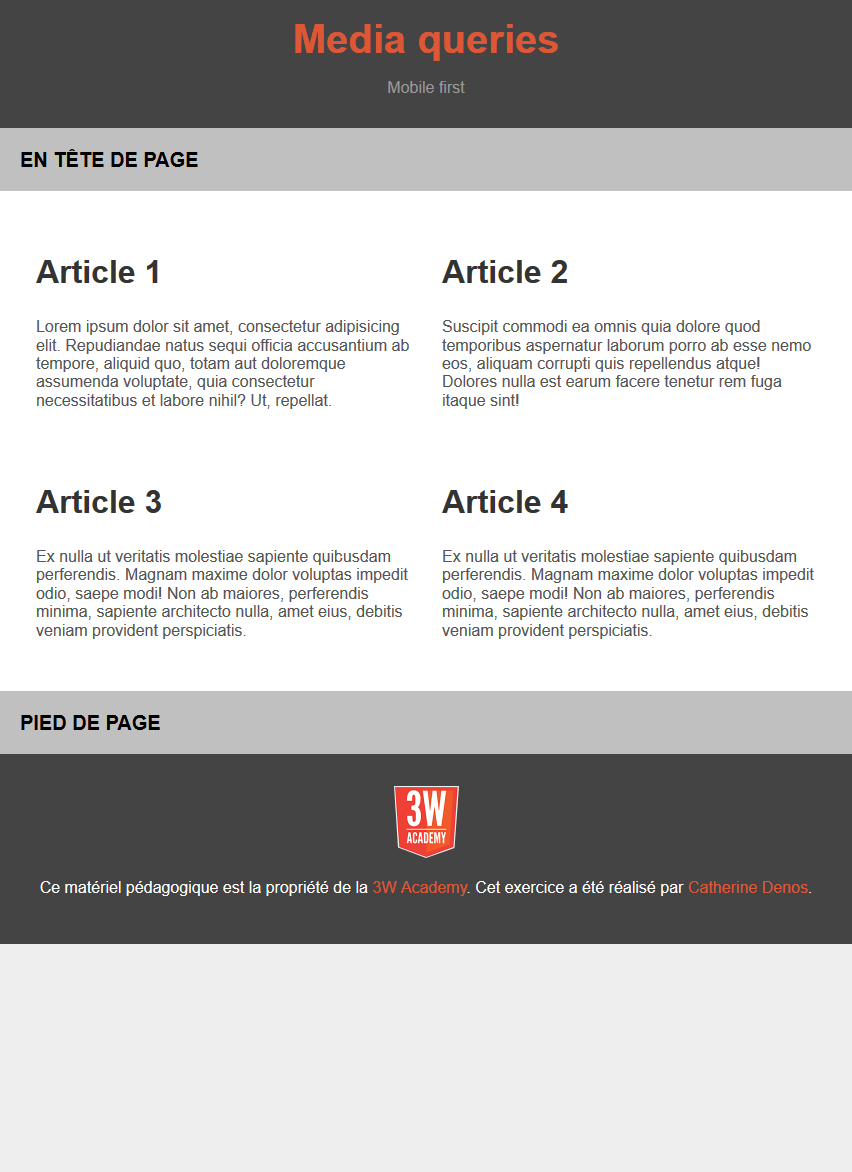 Media queries
Mobile first
EN TÊTE DE PAGE
Article 1
Lorem ipsum dolor sit amet, consectetur adipisicing
elit. Repudiandae natus sequi officia accusantium ab
tempore, aliquid quo, totam aut doloremque
assumenda voluptate, quia consectetur
necessitatibus et labore nihil? Ut, repellat.
Article 2
Suscipit commodi ea omnis quia dolore quod
temporibus aspernatur laborum porro ab esse nemo
eos, aliquam corrupti quis repellendus atque!
Dolores nulla est earum facere tenetur rem fuga
itaque sint!
Article 3
Ex nulla ut veritatis molestiae sapiente quibusdam
perferendis. Magnam maxime dolor voluptas impedit
odio, saepe modi! Non ab maiores, perferendis
minima, sapiente architecto nulla, amet eius, debitis
veniam provident perspiciatis.
Article 4
Ex nulla ut veritatis molestiae sapiente quibusdam
perferendis. Magnam maxime dolor voluptas impedit
odio, saepe modi! Non ab maiores, perferendis
minima, sapiente architecto nulla, amet eius, debitis
veniam provident perspiciatis.
PIED DE PAGE
3W
ACADEMY
Ce matériel pédagogique est la propriété de la 3W Academy. Cet exercice a été réalisé par Catherine Denos.